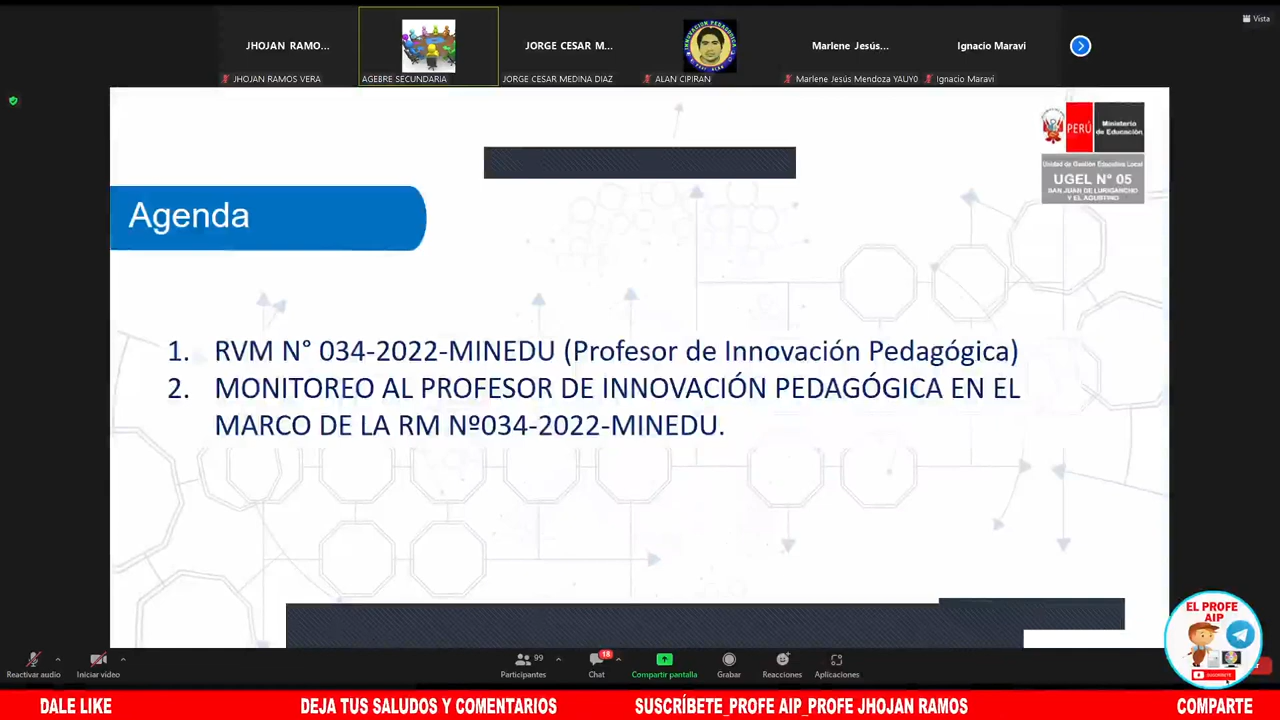 Vista
JHOJAN RAMO...
JORGE CESAR M...
Marlene Jesús...
Ignacio Maravi
JHOJAN RAMOS VERA
AGEBRE SECUNDARIA
JORGE CESAR MEDINA DIAZ
ALAN CIPIRAN
Marlene Jesús Mendoza YAUYO
Ignacio Maravi
PERÚ
Ministerio
de Educación
Unidad de Gestión Educativa Local
UGEL N° 05
SAN JUAN DE LURIGANCHO
Y EL AGUSTINO
Agenda
1. RVM N° 034-2022-MINEDU (Profesor de Innovación Pedagógica)
2. MONITOREO AL PROFESOR DE INNOVACIÓN PEDAGÓGICA EN EL
MARCO DE LA RM Nº034-2022-MINEDU.
EL PROFE
AIP
Reactivar audio
Iniciar video
99
Participantes
18
Chat
Compartir pantalla
Grabar
Reacciones
Aplicaciones
DALE LIKE
DEJA TUS SALUDOS Y COMENTARIOS
SUSCRÍBETE_PROFE AIP_PROFE JHOJAN RAMOS
COMPARTE